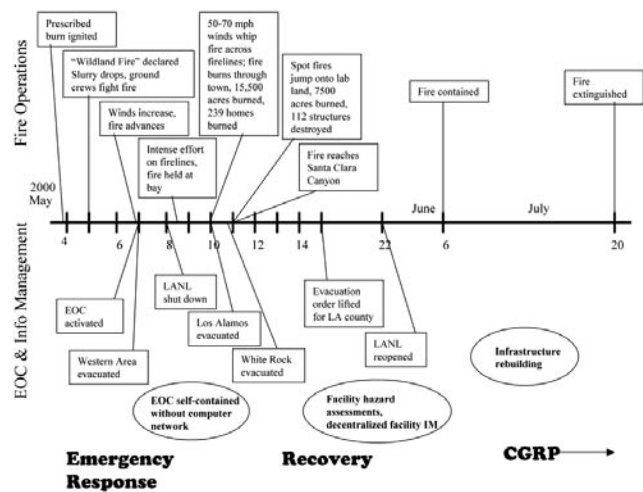 Fire Operations
Prescribed
burn ignited
“Wildland Fire” declared
Slurry drops, ground
crews fight fire
Winds increase,
fire advances
Intense effort
on firelines,
fire held at
bay
50-70 mph
winds whip fire
across
firelines; fire
burns through
town, 15,500
acres burned,
239 homes
burned
Spot fires
jump onto lab
land, 7500
acres burned,
112 structures
destroyed
Fire reaches
Santa Clara
Canyon
Fire contained
Fire
extinguished
2000
May
June
July
4
6
8
10
12
14
22
6
20
EOC & Info Management
EOC
activated
Western Area
evacuated
LANL
shut down
Los Alamos
evacuated
White Rock
evacuated
Evacuation
order lifted
for LA county
LANL
reopened
EOC self-contained
without computer
network
Facility hazard
assessments,
decentralized facility IM
Infrastructure
rebuilding
Emergency
Response
Recovery
CGRP